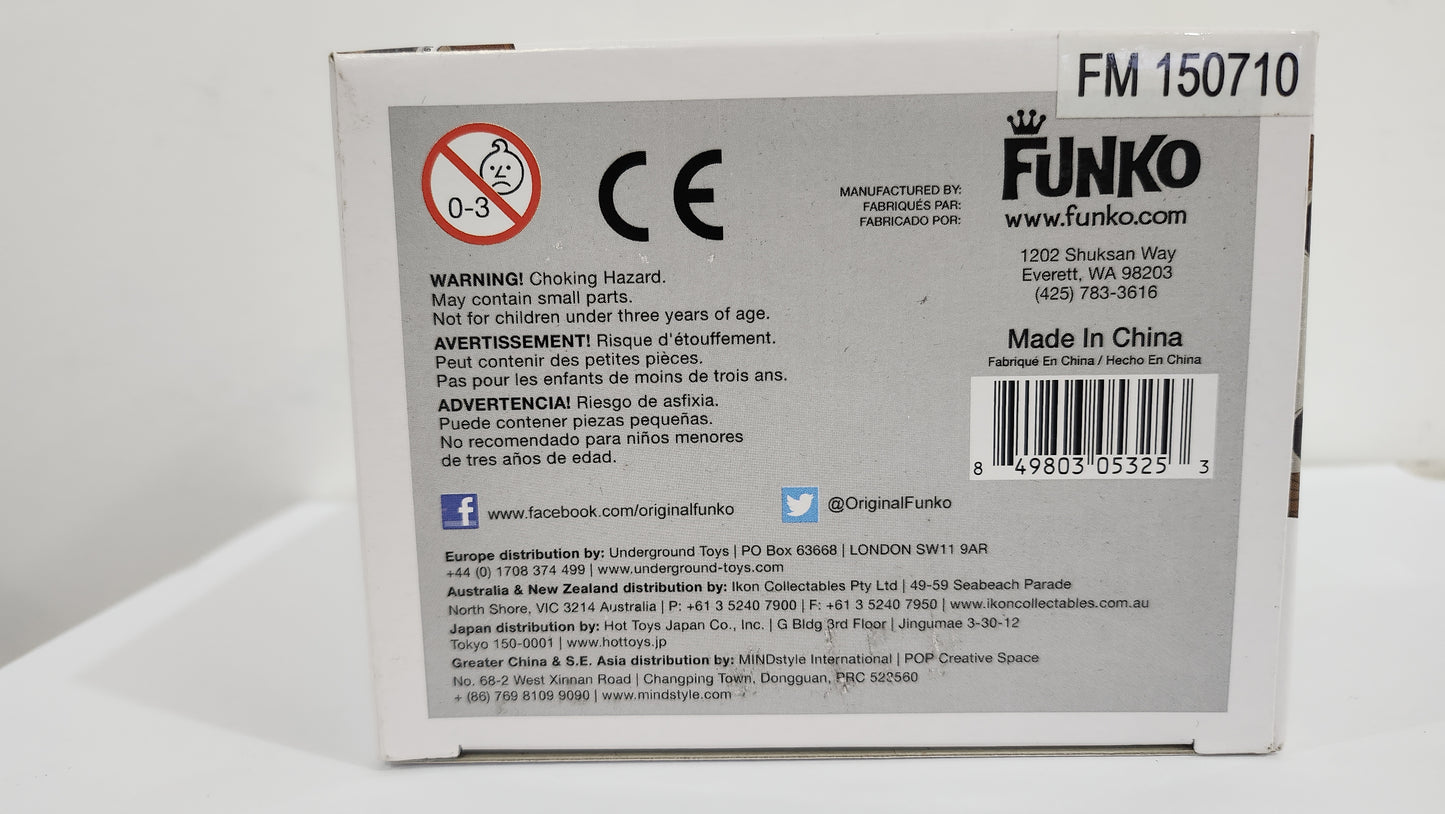 FM 150710
0-3
CE
MANUFACTURED BY:
FABRIQUÉS PAR:
FABRICADO POR:
FUNKO
www.funko.com
1202 Shuksan Way
Everett, WA 98203
(425) 783-3616
WARNING! Choking Hazard.
May contain small parts.
Not for children under three years of age.
AVERTISSEMENT! Risque d'étouffement.
Peut contenir des petites pièces.
Pas pour les enfants de moins de trois ans.
ADVERTENCIA! Riesgo de asfixia.
Puede contener piezas pequeñas.
No recomendado para niños menores
de tres años de edad.
Made In China
Fabriqué En China / Hecho En China
8 49803 05325 3
f www.facebook.com/originalfunko
@OriginalFunko
Europe distribution by: Underground Toys | PO Box 63668 | LONDON SW11 9AR
+44 (0) 1708 374 499 | www.underground-toys.com
Australia & New Zealand distribution by: Ikon Collectables Pty Ltd | 49-59 Seabeach Parade
North Shore, VIC 3214 Australia | P: +61 3 5240 7900 | F: +61 3 5240 7950 | www.ikoncollectables.com.au
Japan distribution by: Hot Toys Japan Co., Inc. | G Bldg 3rd Floor | Jingumae 3-30-12
Tokyo 150-0001 | www.hottoys.jp
Greater China & S.E. Asia distribution by: MINDstyle International | POP Creative Space
No. 68-2 West Xinnan Road | Changping Town, Dongguan, PRC 523560
+ (86) 769 8109 9090 | www.mindstyle.com